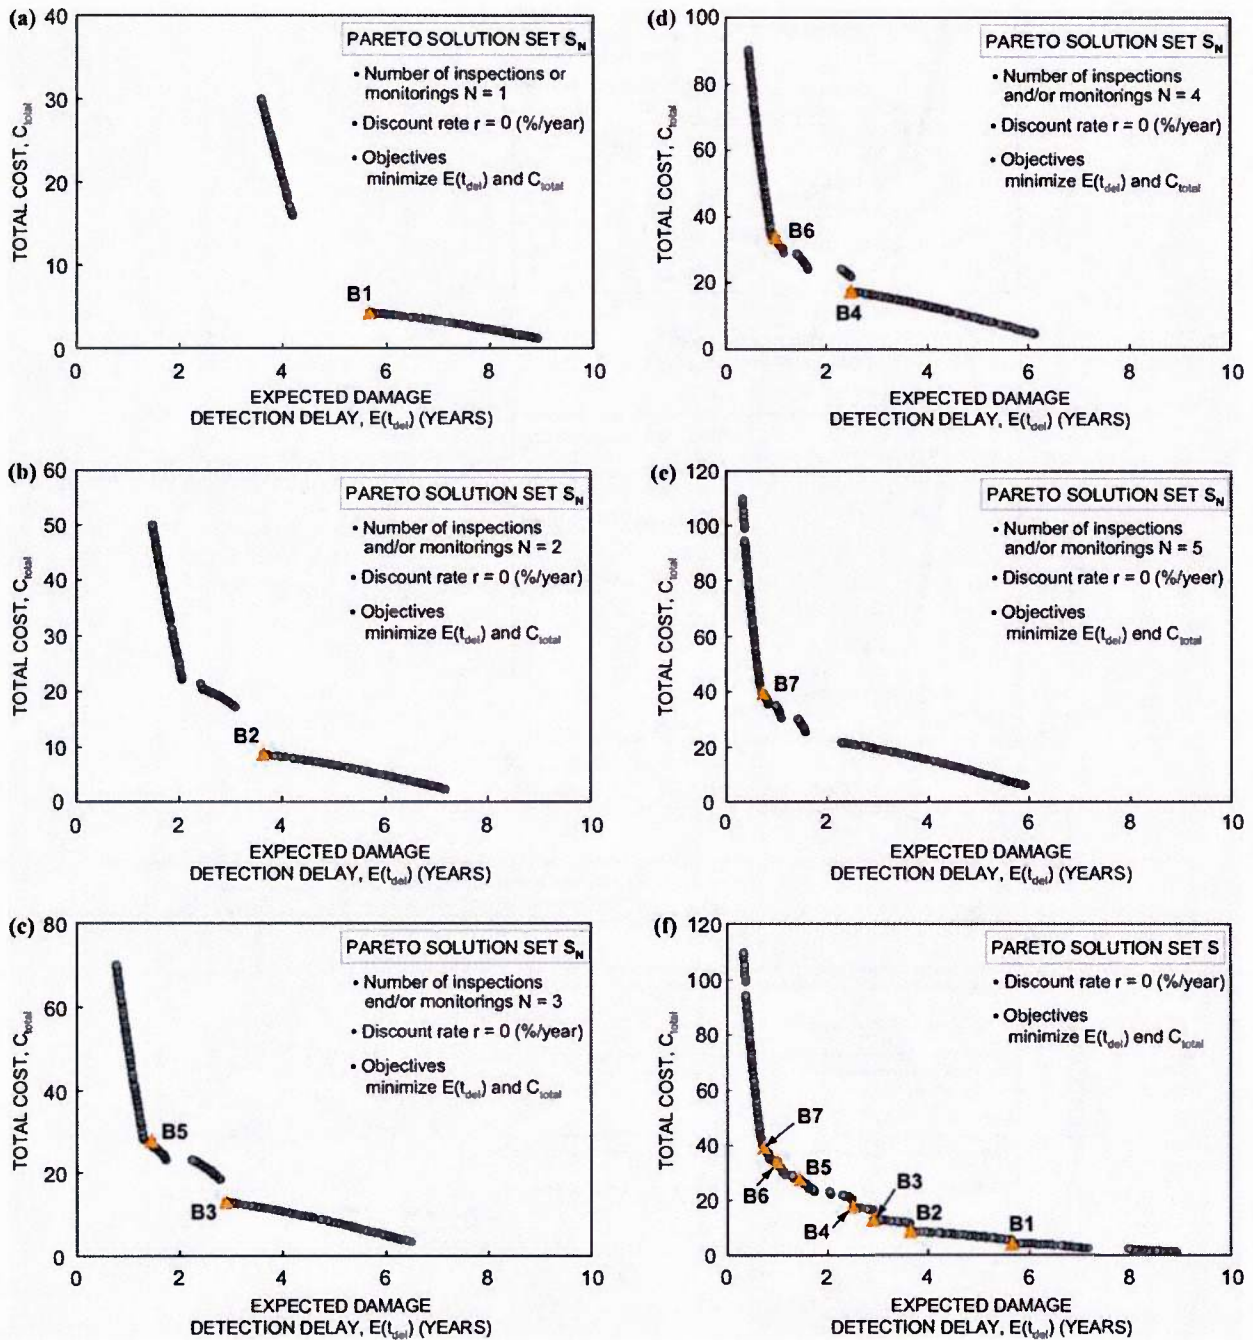 (a)
40
30
20
10
0
TOTAL COST, C_total
PARETO SOLUTION SET S_N
• Number of inspections or
monitorings N = 1
• Discount rete r = 0 (%/year)
• Objectives
minimize E(t_del) and C_total
B1
0 2 4 6 8 10
EXPECTED DAMAGE
DETECTION DELAY, E(t_del) (YEARS)
(b)
60
50
40
30
20
10
0
TOTAL COST, C_total
PARETO SOLUTION SET S_N
• Number of inspections
and/or monitorings N = 2
• Discount rate r = 0 (%/year)
• Objectives
minimize E(t_del) and C_total
B2
0 2 4 6 8 10
EXPECTED DAMAGE
DETECTION DELAY, E(t_del) (YEARS)
(c)
80
60
40
20
0
TOTAL COST, C_total
PARETO SOLUTION SET S_N
• Number of inspections
end/or monitorings N = 3
• Discount rate r = 0 (%/year)
• Objectives
minimize E(t_del) and C_total
B5
B3
0 2 4 6 8 10
EXPECTED DAMAGE
DETECTION DELAY, E(t_del) (YEARS)
(d)
100
80
60
40
20
0
TOTAL COST, C_total
PARETO SOLUTION SET S_N
• Number of inspections
and/or monitorings N = 4
• Discount rate r = 0 (%/year)
• Objectives
minimize E(t_del) and C_total
B6
B4
0 2 4 6 8 10
EXPECTED DAMAGE
DETECTION DELAY, E(t_del) (YEARS)
(e)
120
100
80
60
40
20
0
TOTAL COST, C_total
PARETO SOLUTION SET S_N
• Number of inspections
and/or monitorings N = 5
• Discount rate r = 0 (%/year)
• Objectives
minimize E(t_del) end C_total
B7
0 2 4 6 8 10
EXPECTED DAMAGE
DETECTION DELAY, E(t_del) (YEARS)
(f)
120
100
80
60
40
20
0
TOTAL COST, C_total
PARETO SOLUTION SET S
• Discount rate r = 0 (%/year)
• Objectives
minimize E(t_del) end C_total
B7
B5
B6
B3
B4
B2
B1
0 2 4 6 8 10
EXPECTED DAMAGE
DETECTION DELAY, E(t_del) (YEARS)